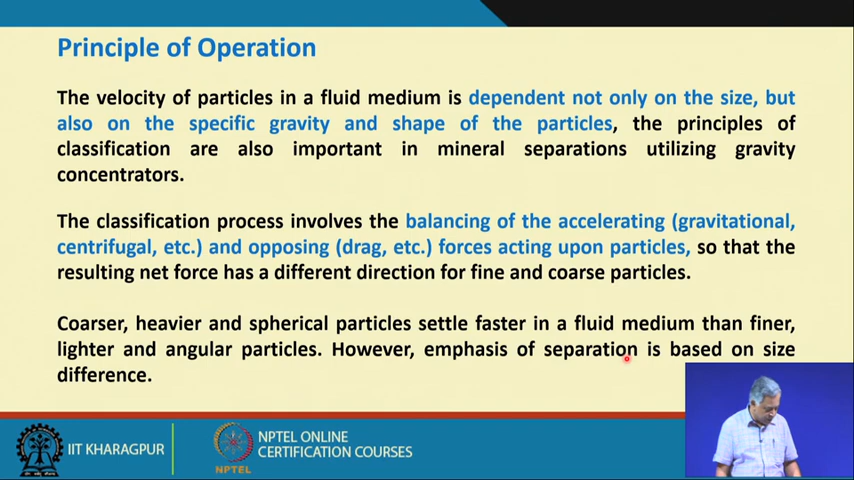 Principle of Operation
The velocity of particles in a fluid medium is dependent not only on the size, but
also on the specific gravity and shape of the particles, the principles of
classification are also important in mineral separations utilizing gravity
concentrators.
The classification process involves the balancing of the accelerating (gravitational,
centrifugal, etc.) and opposing (drag, etc.) forces acting upon particles, so that the
resulting net force has a different direction for fine and coarse particles.
Coarser, heavier and spherical particles settle faster in a fluid medium than finer,
lighter and angular particles. However, emphasis of separation is based on size
difference.
IIT KHARAGPUR
NPTEL
NPTEL ONLINE
CERTIFICATION COURSES